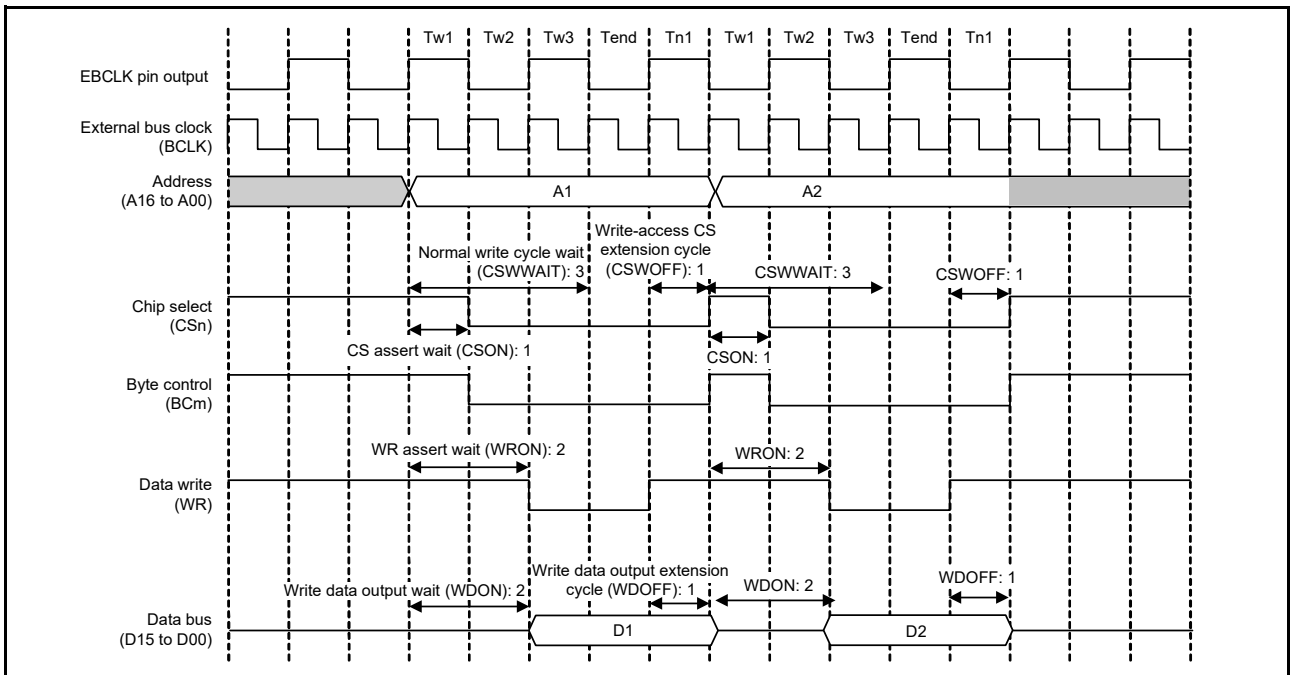 Tw1 Tw2 Tw3 Tend Tn1 Tw1 Tw2 Tw3 Tend Tn1
EBCLK pin output
External bus clock
(BCLK)
Address
(A16 to A00)
A1 A2
Write-access CS
extension cycle
(CSWOFF): 1
Normal write cycle wait
(CSWWAIT): 3
CSWWAIT: 3
CSWOFF: 1
Chip select
(CSn)
CS assert wait (CSON): 1
CSON: 1
Byte control
(BCm)
WR assert wait (WRON): 2
WRON: 2
Data write
(WR)
Write data output wait (WDON): 2
Write data output extension
cycle (WDOFF): 1
WDON: 2
WDOFF: 1
Data bus
(D15 to D00)
D1 D2